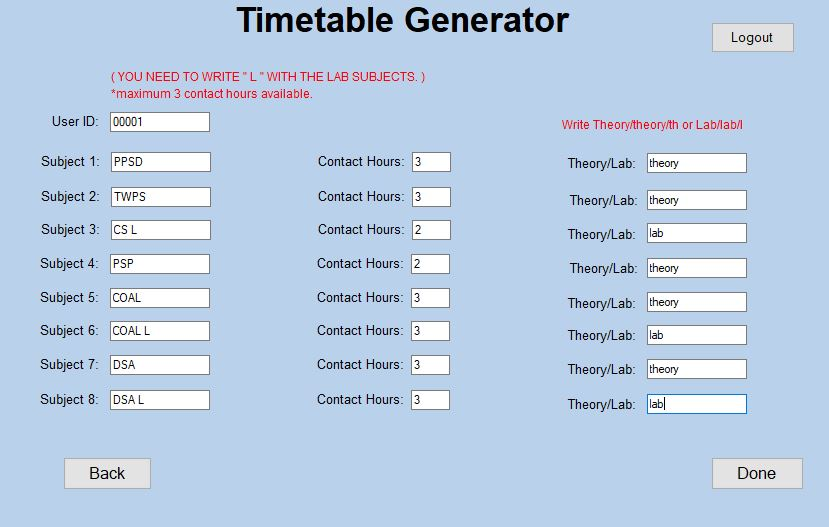 Timetable Generator
Logout
( YOU NEED TO WRITE " L " WITH THE LAB SUBJECTS. )
*maximum 3 contact hours available.
User ID: 00001
Write Theory/theory/th or Lab/lab/l
Subject 1: PPSD Contact Hours: 3 Theory/Lab: theory
Subject 2: TWPS Contact Hours: 3 Theory/Lab: theory
Subject 3: CS L Contact Hours: 2 Theory/Lab: lab
Subject 4: PSP Contact Hours: 2 Theory/Lab: theory
Subject 5: COAL Contact Hours: 3 Theory/Lab: theory
Subject 6: COAL L Contact Hours: 3 Theory/Lab: lab
Subject 7: DSA Contact Hours: 3 Theory/Lab: theory
Subject 8: DSA L Contact Hours: 3 Theory/Lab: lab
Back
Done